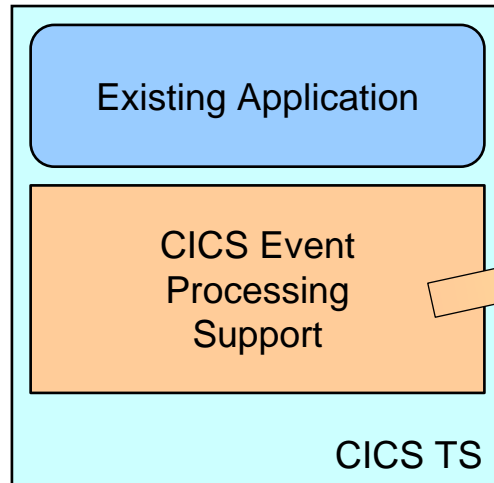 Existing Application
CICS Event
Processing
Support
CICS TS